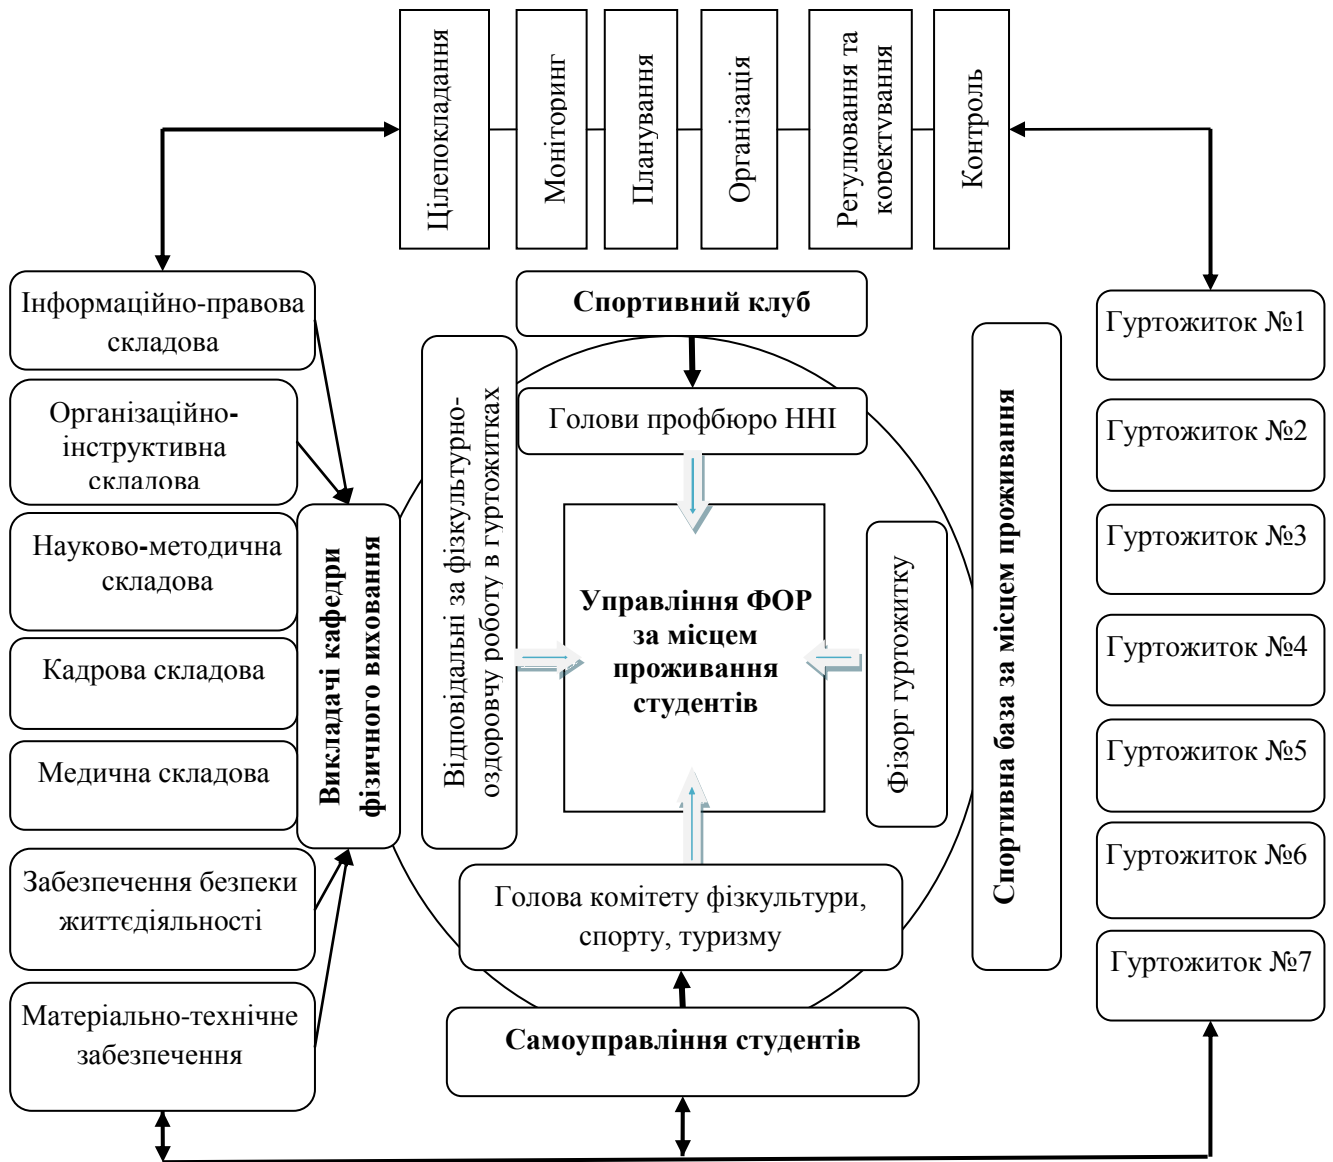 Цілепокладання
Моніторинг
Планування
Організація
Регулювання та
коректування
Контроль
Інформаційно-правова
складова
Організаційно-
інструктивна
складова
Науково-методична
складова
Кадрова складова
Медична складова
Забезпечення безпеки
життєдіяльності
Матеріально-технічне
забезпечення
Викладачі кафедри
фізичного виховання
Відповідальні за фізкультурно-
оздоровчу роботу в гуртожитках
Спортивний клуб
Голови профбюро ННІ
Управління ФОР
за місцем
проживання
студентів
Фізорг гуртожитку
Голова комітету фізкультури,
спорту, туризму
Самоуправління студентів
Спортивна база за місцем проживання
Гуртожиток №1
Гуртожиток №2
Гуртожиток №3
Гуртожиток №4
Гуртожиток №5
Гуртожиток №6
Гуртожиток №7